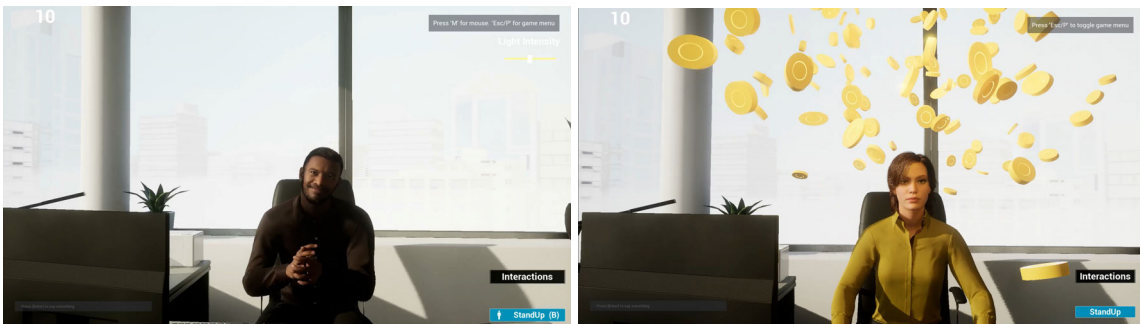 10
Press 'M' for mouse. 'Esc/P' for game menu
Light Intensity
Interactions
StandUp (B)
10
Press 'Esc/P' to toggle game menu
Interactions
StandUp